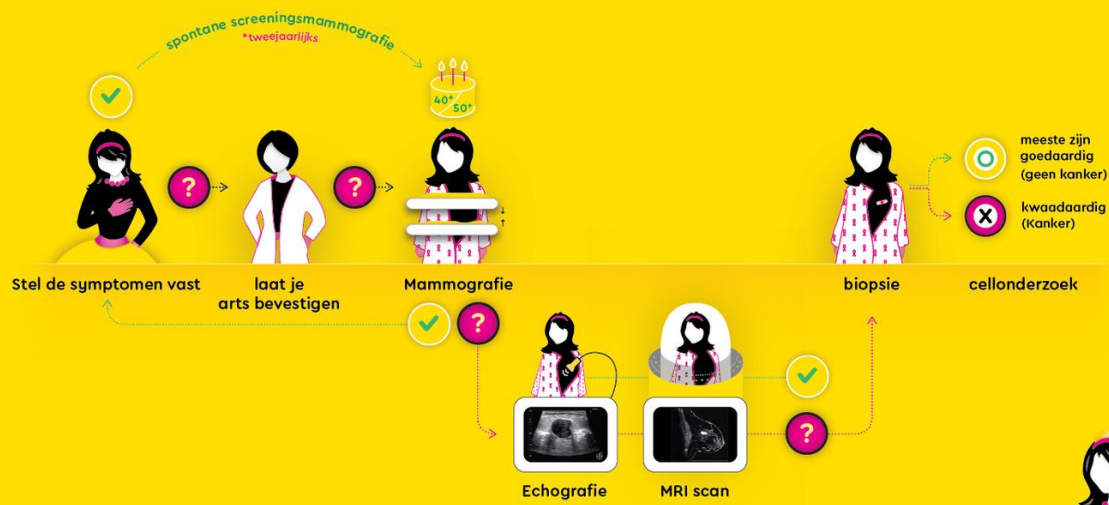 spontane screeningsmammografie
*tweejaarlijks
40+
50+
?
?
meeste zijn
goedaardig
(geen kanker)
X
kwaadaardig
(Kanker)
Stel de symptomen vast
laat je
arts bevestigen
Mammografie
biopsie
cellonderzoek
?
?
Echografie
MRI scan